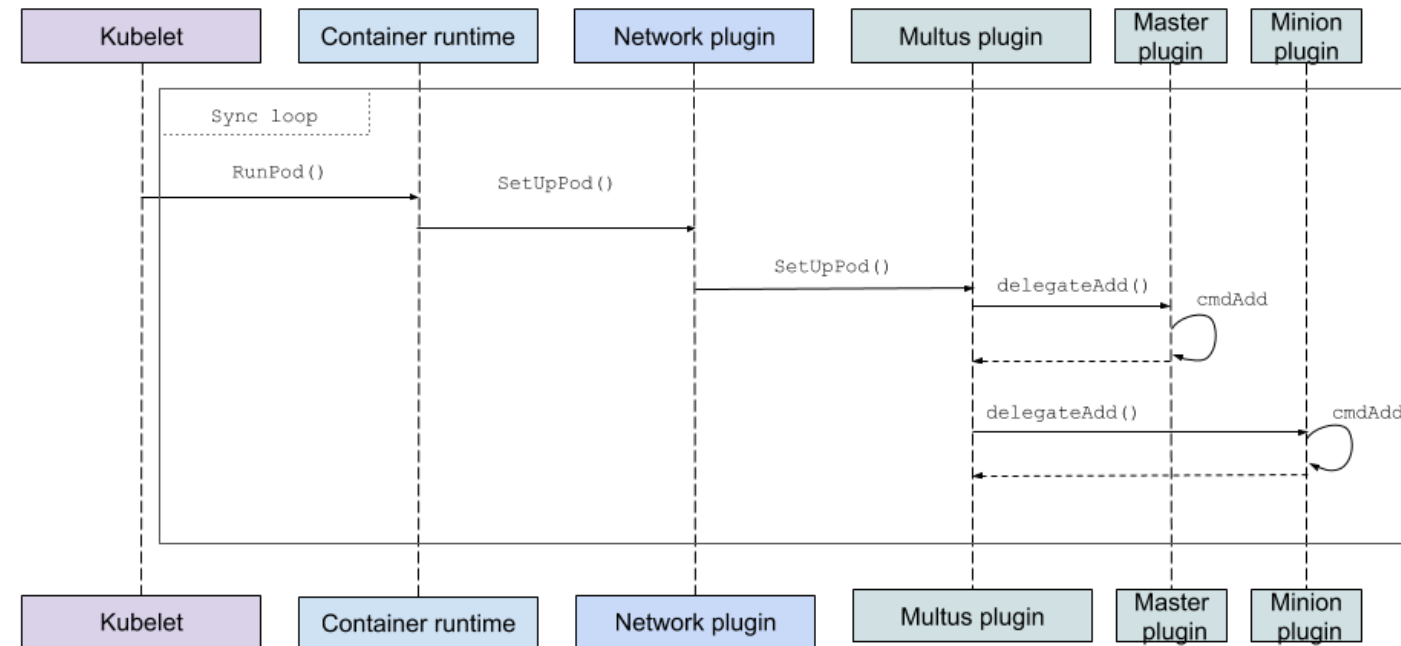 Kubelet
Container runtime
Network plugin
Multus plugin
Master
plugin
Minion
plugin
Sync loop
RunPod()
SetUpPod()
SetUpPod()
delegateAdd()
cmdAdd
delegateAdd()
cmdAdd
Kubelet
Container runtime
Network plugin
Multus plugin
Master
plugin
Minion
plugin